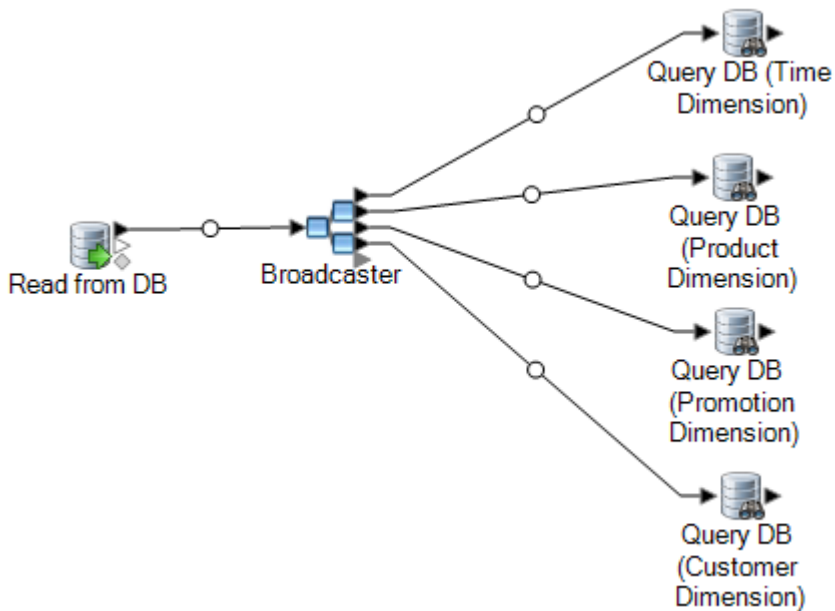 Query DB (Time
Dimension)
Query DB
(Product
Dimension)
Read from DB
Broadcaster
Query DB
(Promotion
Dimension)
Query DB
(Customer
Dimension)